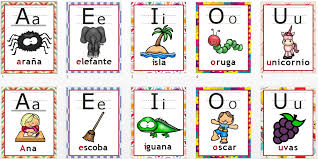 Aa Ee Ii Oo Uu
araña elefante isla oruga unicornio
Aa Ee Ii Oo Uu
Ana escoba iguana oscar uvas